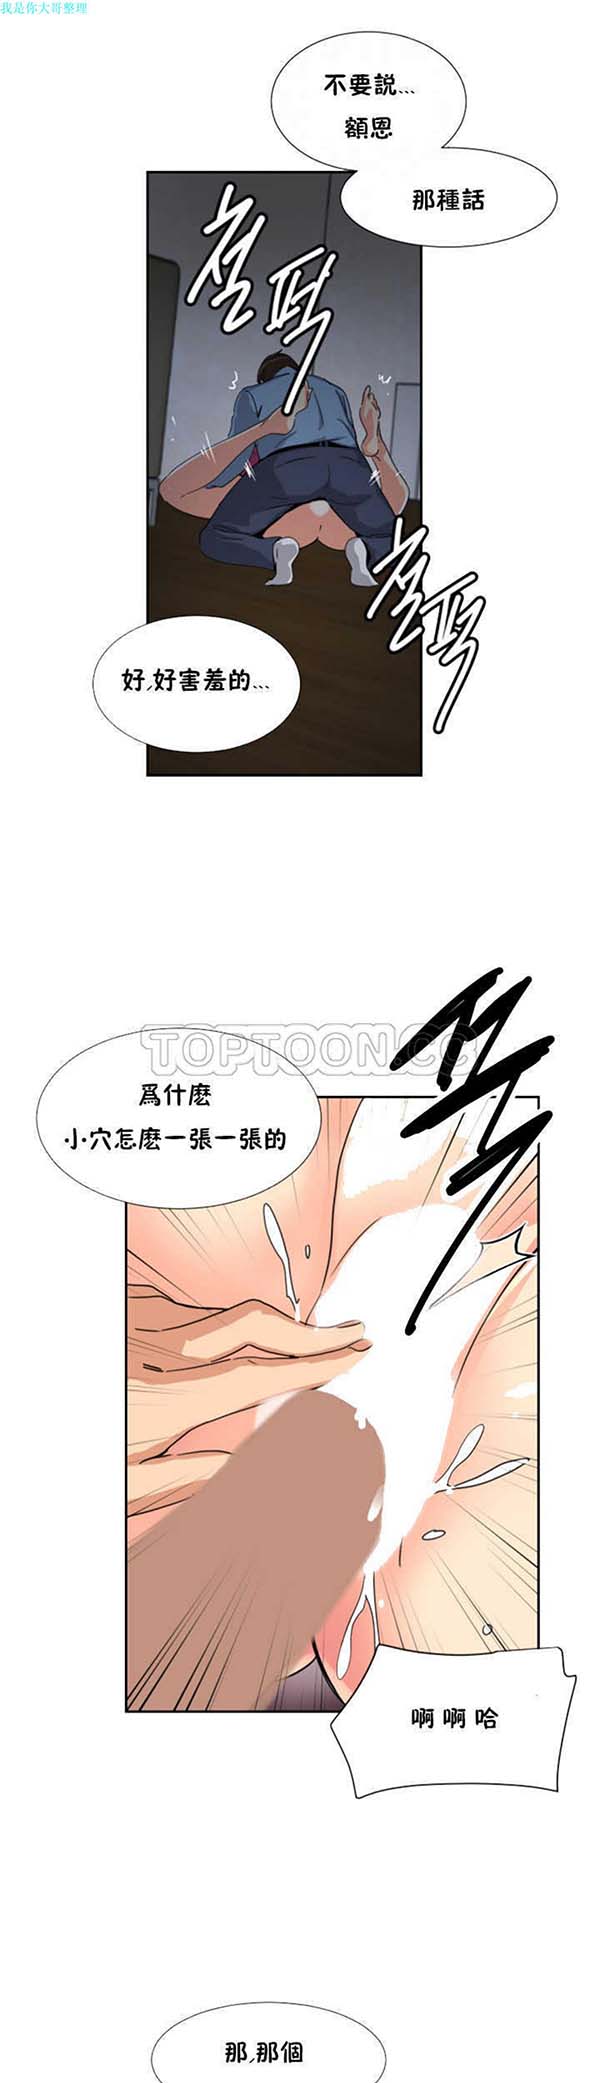 我是你大哥整理
不要説...
額恩
那種話
好,好害羞的...
TOPTOON.CC
爲什麽
小穴怎麽一張一張的
啊啊哈
那,那個